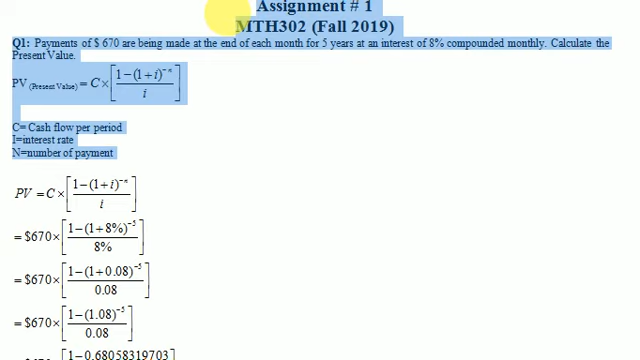 Assignment # 1
MTH302 (Fall 2019)
Q1: Payments of $ 670 are being made at the end of each month for 5 years at an interest of 8% compounded monthly. Calculate the
Present Value.
PV (Present Value) = C×[1−(1+i)^−n / i]
C= Cash flow per period
I=interest rate
N=number of payment
PV = C×[1−(1+i)^−n / i]
= $670×[1−(1+8%)^−5 / 8%]
= $670×[1−(1+0.08)^−5 / 0.08]
= $670×[1−(1.08)^−5 / 0.08]
1−0.68058319703